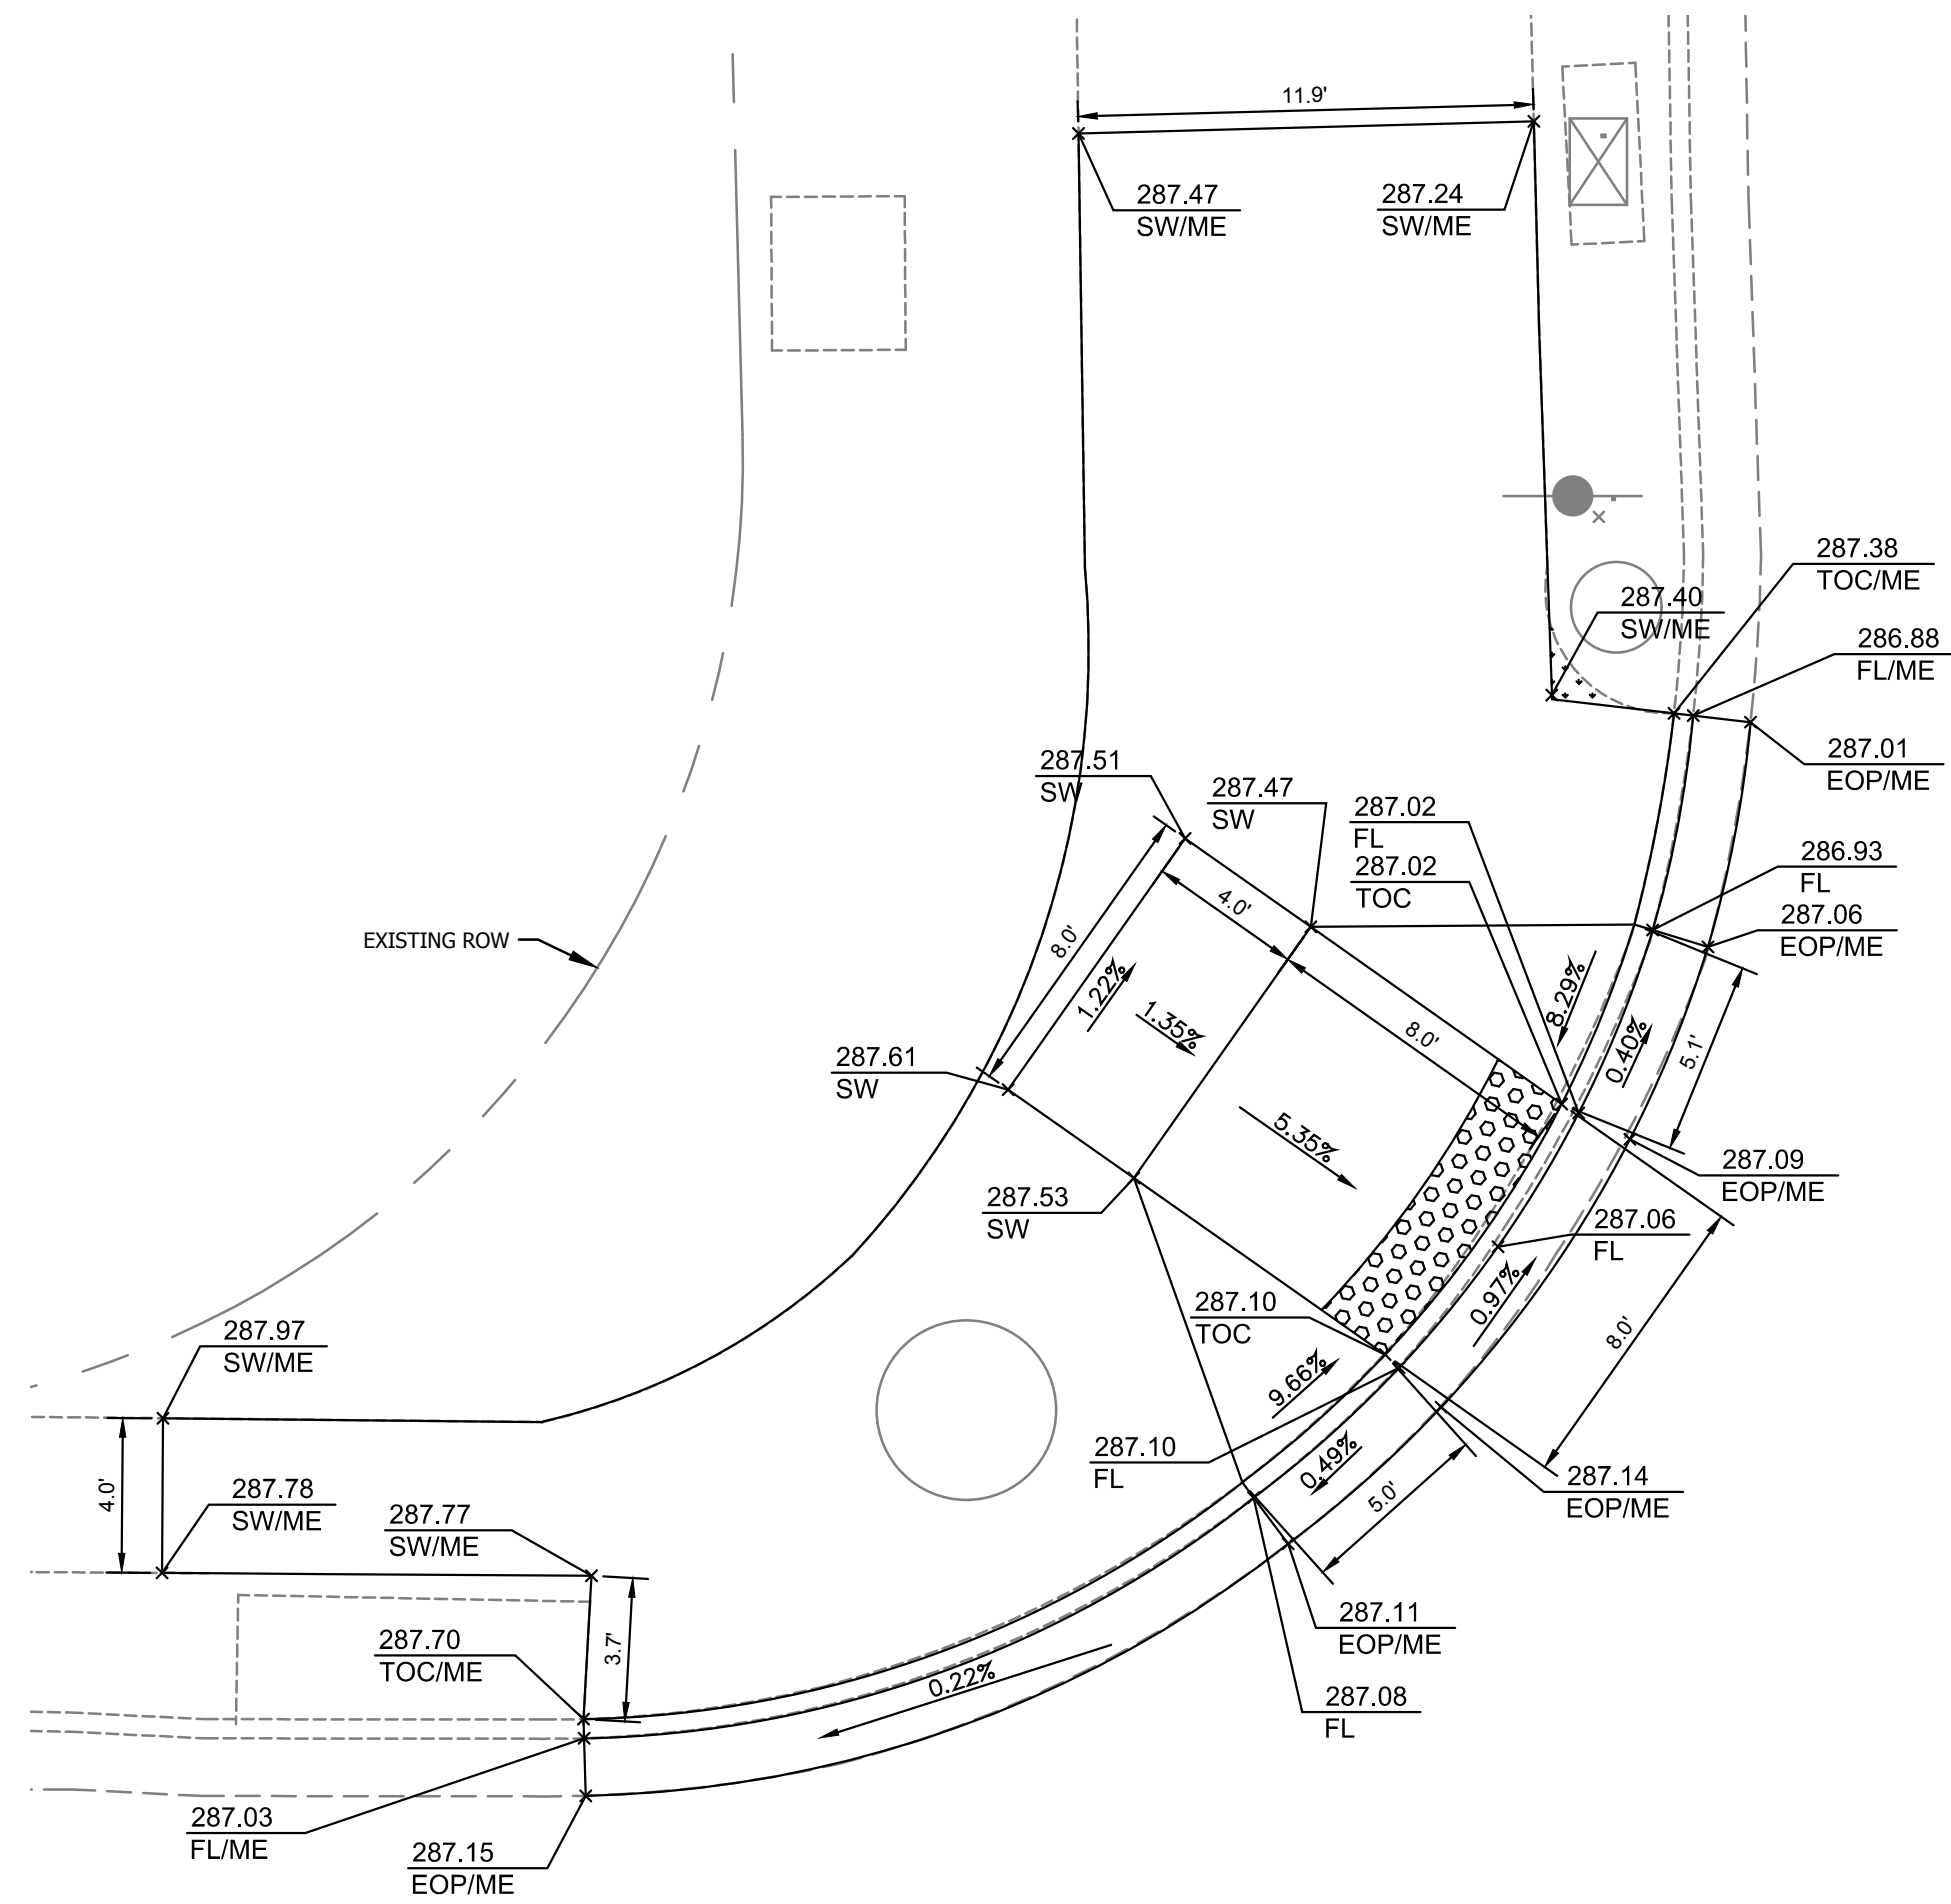 11.9'
287.47
SW/ME
287.24
SW/ME
287.38
TOC/ME
287.40
SW/ME
286.88
FL/ME
287.01
EOP/ME
287.51
SW
287.47
SW
287.02
FL
287.02
TOC
286.93
FL
287.06
EOP/ME
4.0'
8.0'
1.22%
1.35%
8.0'
8.29%
0.40%
5.1'
EXISTING ROW
287.61
SW
5.35%
287.53
SW
287.09
EOP/ME
287.06
FL
287.10
TOC
0.97%
8.0'
287.97
SW/ME
9.66%
287.10
FL
0.49%
5.0'
287.14
EOP/ME
4.0'
287.78
SW/ME
287.77
SW/ME
3.7'
287.70
TOC/ME
287.11
EOP/ME
0.22%
287.08
FL
287.03
FL/ME
287.15
EOP/ME